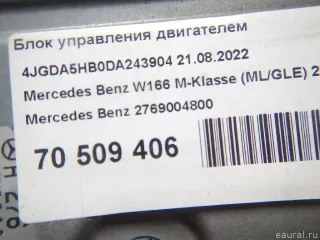 Блок управления двигателем
4JGDA5HB0DA243904 21.08.2022
Mercedes Benz W166 M-Klasse (ML/GLE) 2
Mercedes Benz 2769004800
70 509 406
eaural.ru